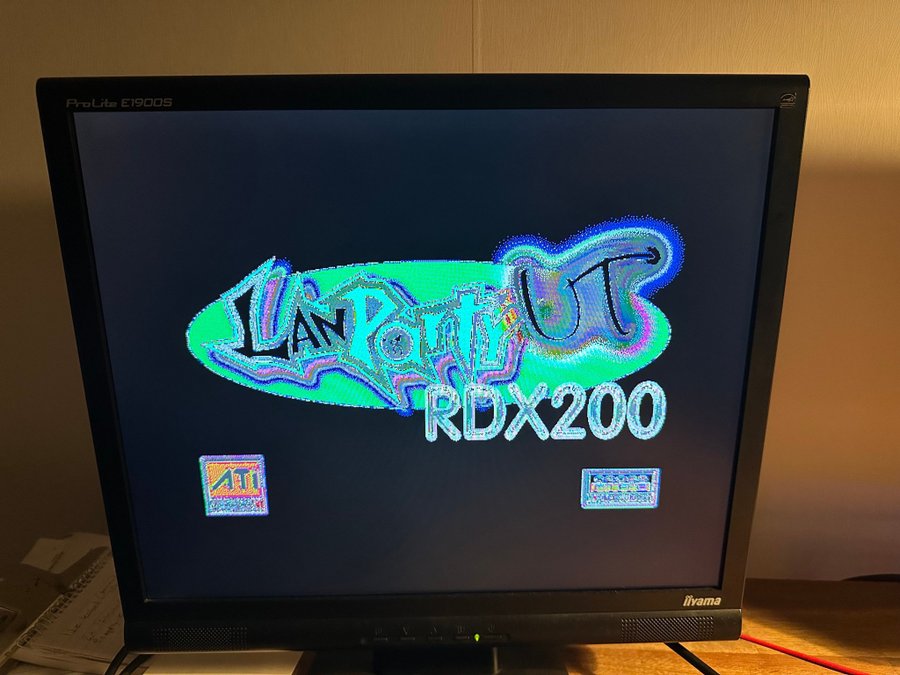 ProLite E1900S
LANParty UT
RDX200
ATI
iiyama